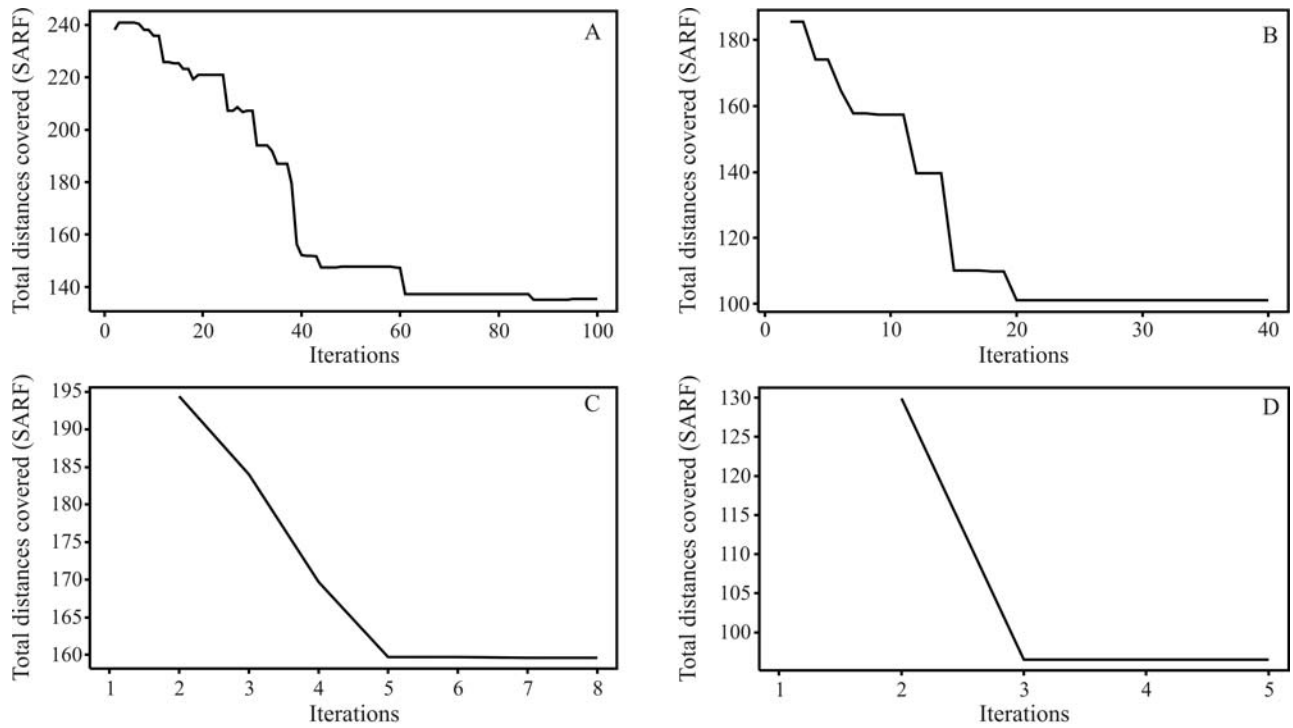 A
Total distances covered (SARF)
240
220
200
180
160
140
0 20 40 60 80 100
Iterations
B
Total distances covered (SARF)
180
160
140
120
100
0 10 20 30 40
Iterations
C
Total distances covered (SARF)
195
190
185
180
175
170
165
160
1 2 3 4 5 6 7 8
Iterations
D
Total distances covered (SARF)
130
125
120
115
110
105
100
1 2 3 4 5
Iterations